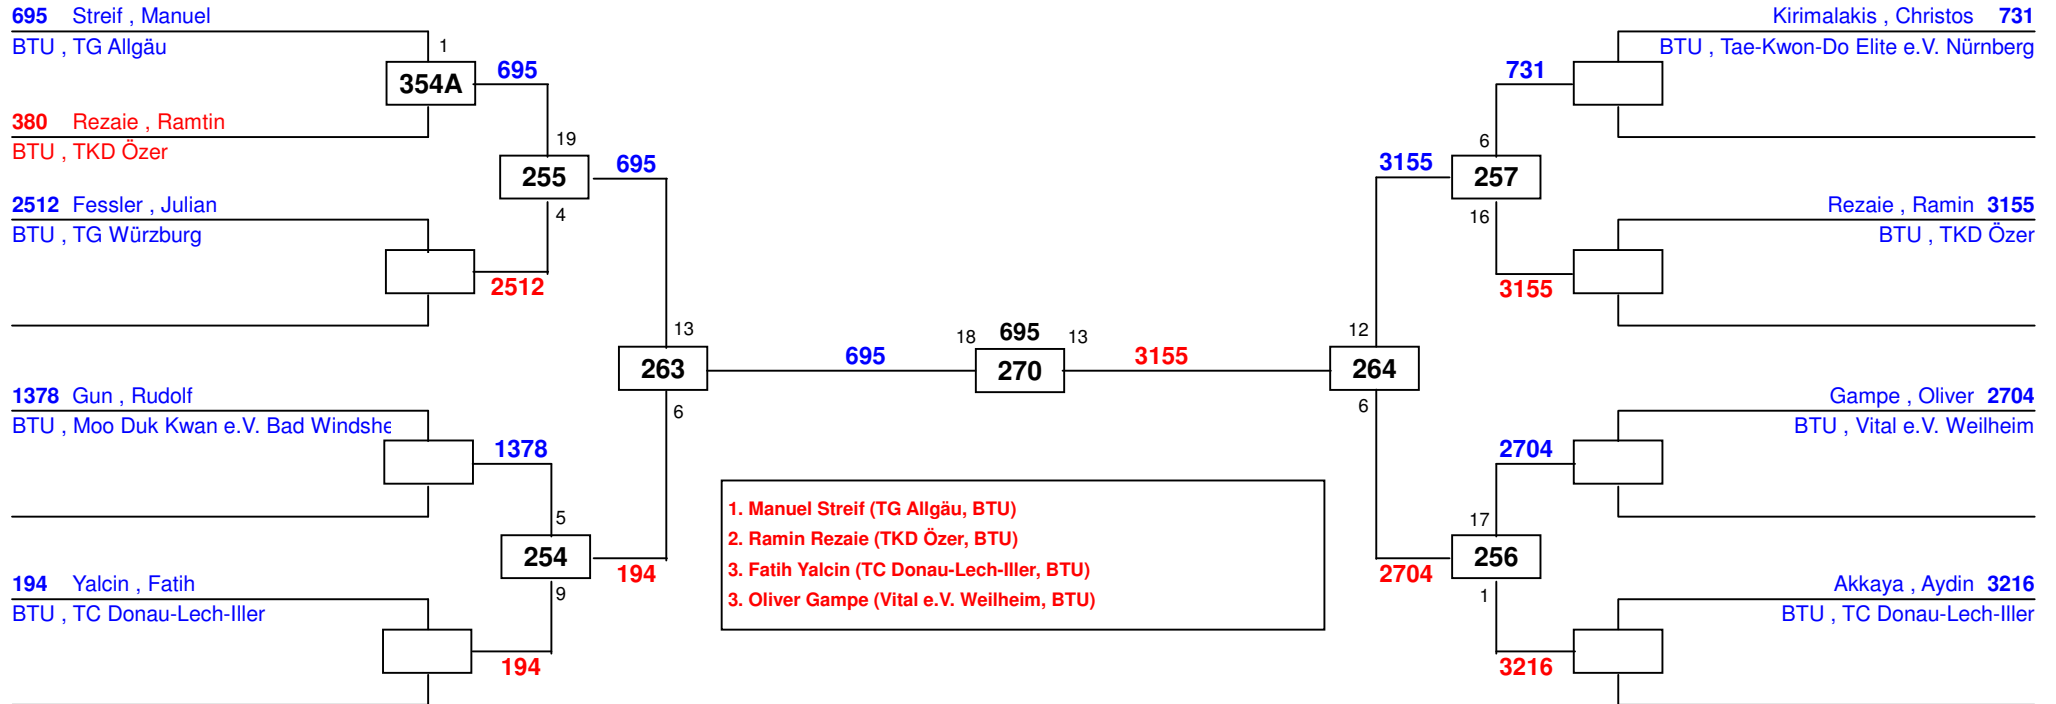 695 Streif , Manuel
BTU , TG Allgäu
1
354A
695
380 Rezaie , Ramtin
BTU , TKD Özer
19
255
695
2512 Fessler , Julian
4
BTU , TG Würzburg
2512
13
263
695
6
1378 Gun , Rudolf
BTU , Moo Duk Kwan e.V. Bad Windshe
1378
5
254
194
9
194 Yalcin , Fatih
BTU , TC Donau-Lech-Iller
194
18 695 13
270
3155
1. Manuel Streif (TG Allgäu, BTU)
2. Ramin Rezaie (TKD Özer, BTU)
3. Fatih Yalcin (TC Donau-Lech-Iller, BTU)
3. Oliver Gampe (Vital e.V. Weilheim, BTU)
Kirimalakis , Christos 731
BTU , Tae-Kwon-Do Elite e.V. Nürnberg
731
6
3155
257
16
Rezaie , Ramin 3155
BTU , TKD Özer
3155
12
264
6
Gampe , Oliver 2704
BTU , Vital e.V. Weilheim
2704
17
256
2704
1
Akkaya , Aydin 3216
BTU , TC Donau-Lech-Iller
3216